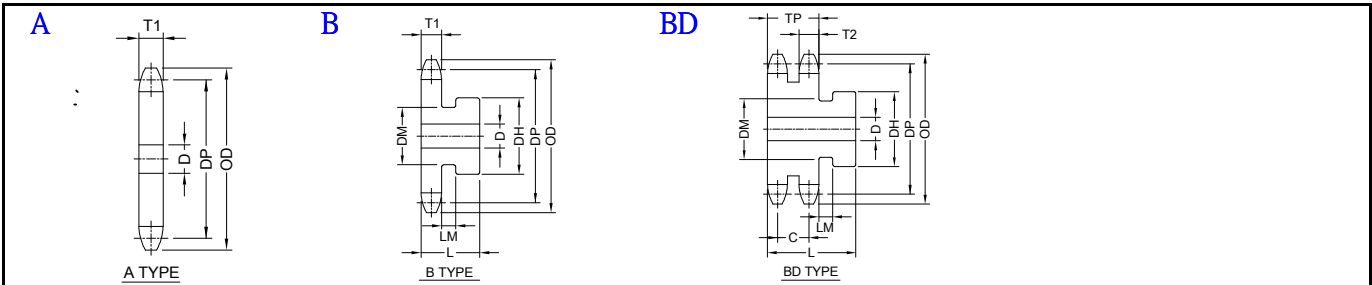 A
T1
D
DP
OD
A TYPE
B
T1
DM
D
DH
DP
OD
LM
L
B TYPE
BD
TP
T2
DM
D
DH
DP
OD
LM
C
L
BD TYPE